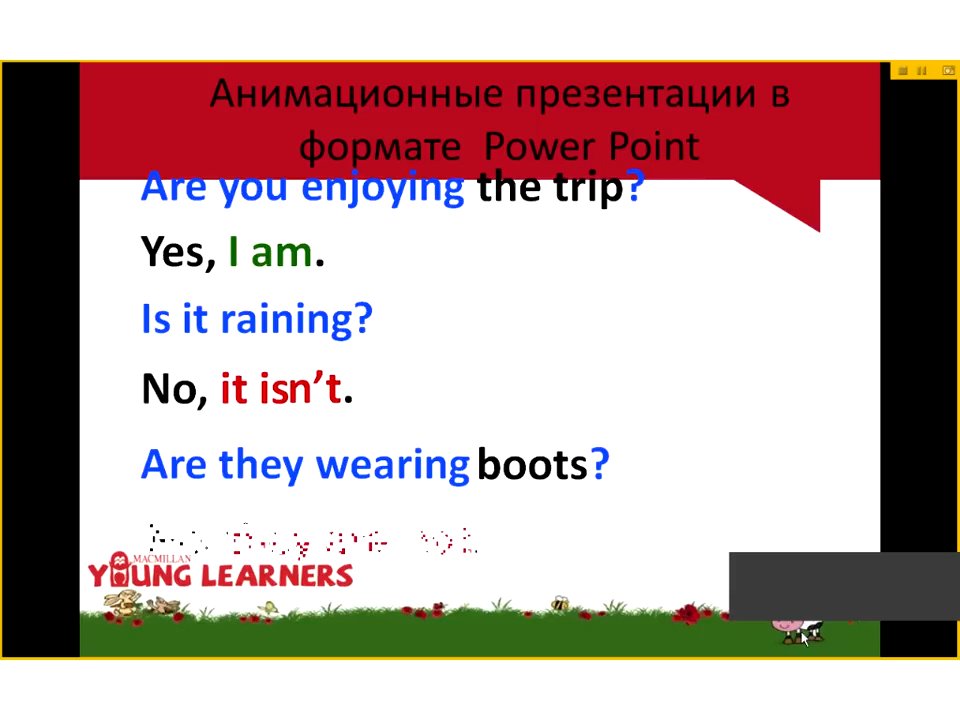 Анимационные презентации в
формате Power Point
Are you enjoying the trip?
Yes, I am.
Is it raining?
No, it isn’t.
Are they wearing boots?
MACMILLAN
YOUNG LEARNERS